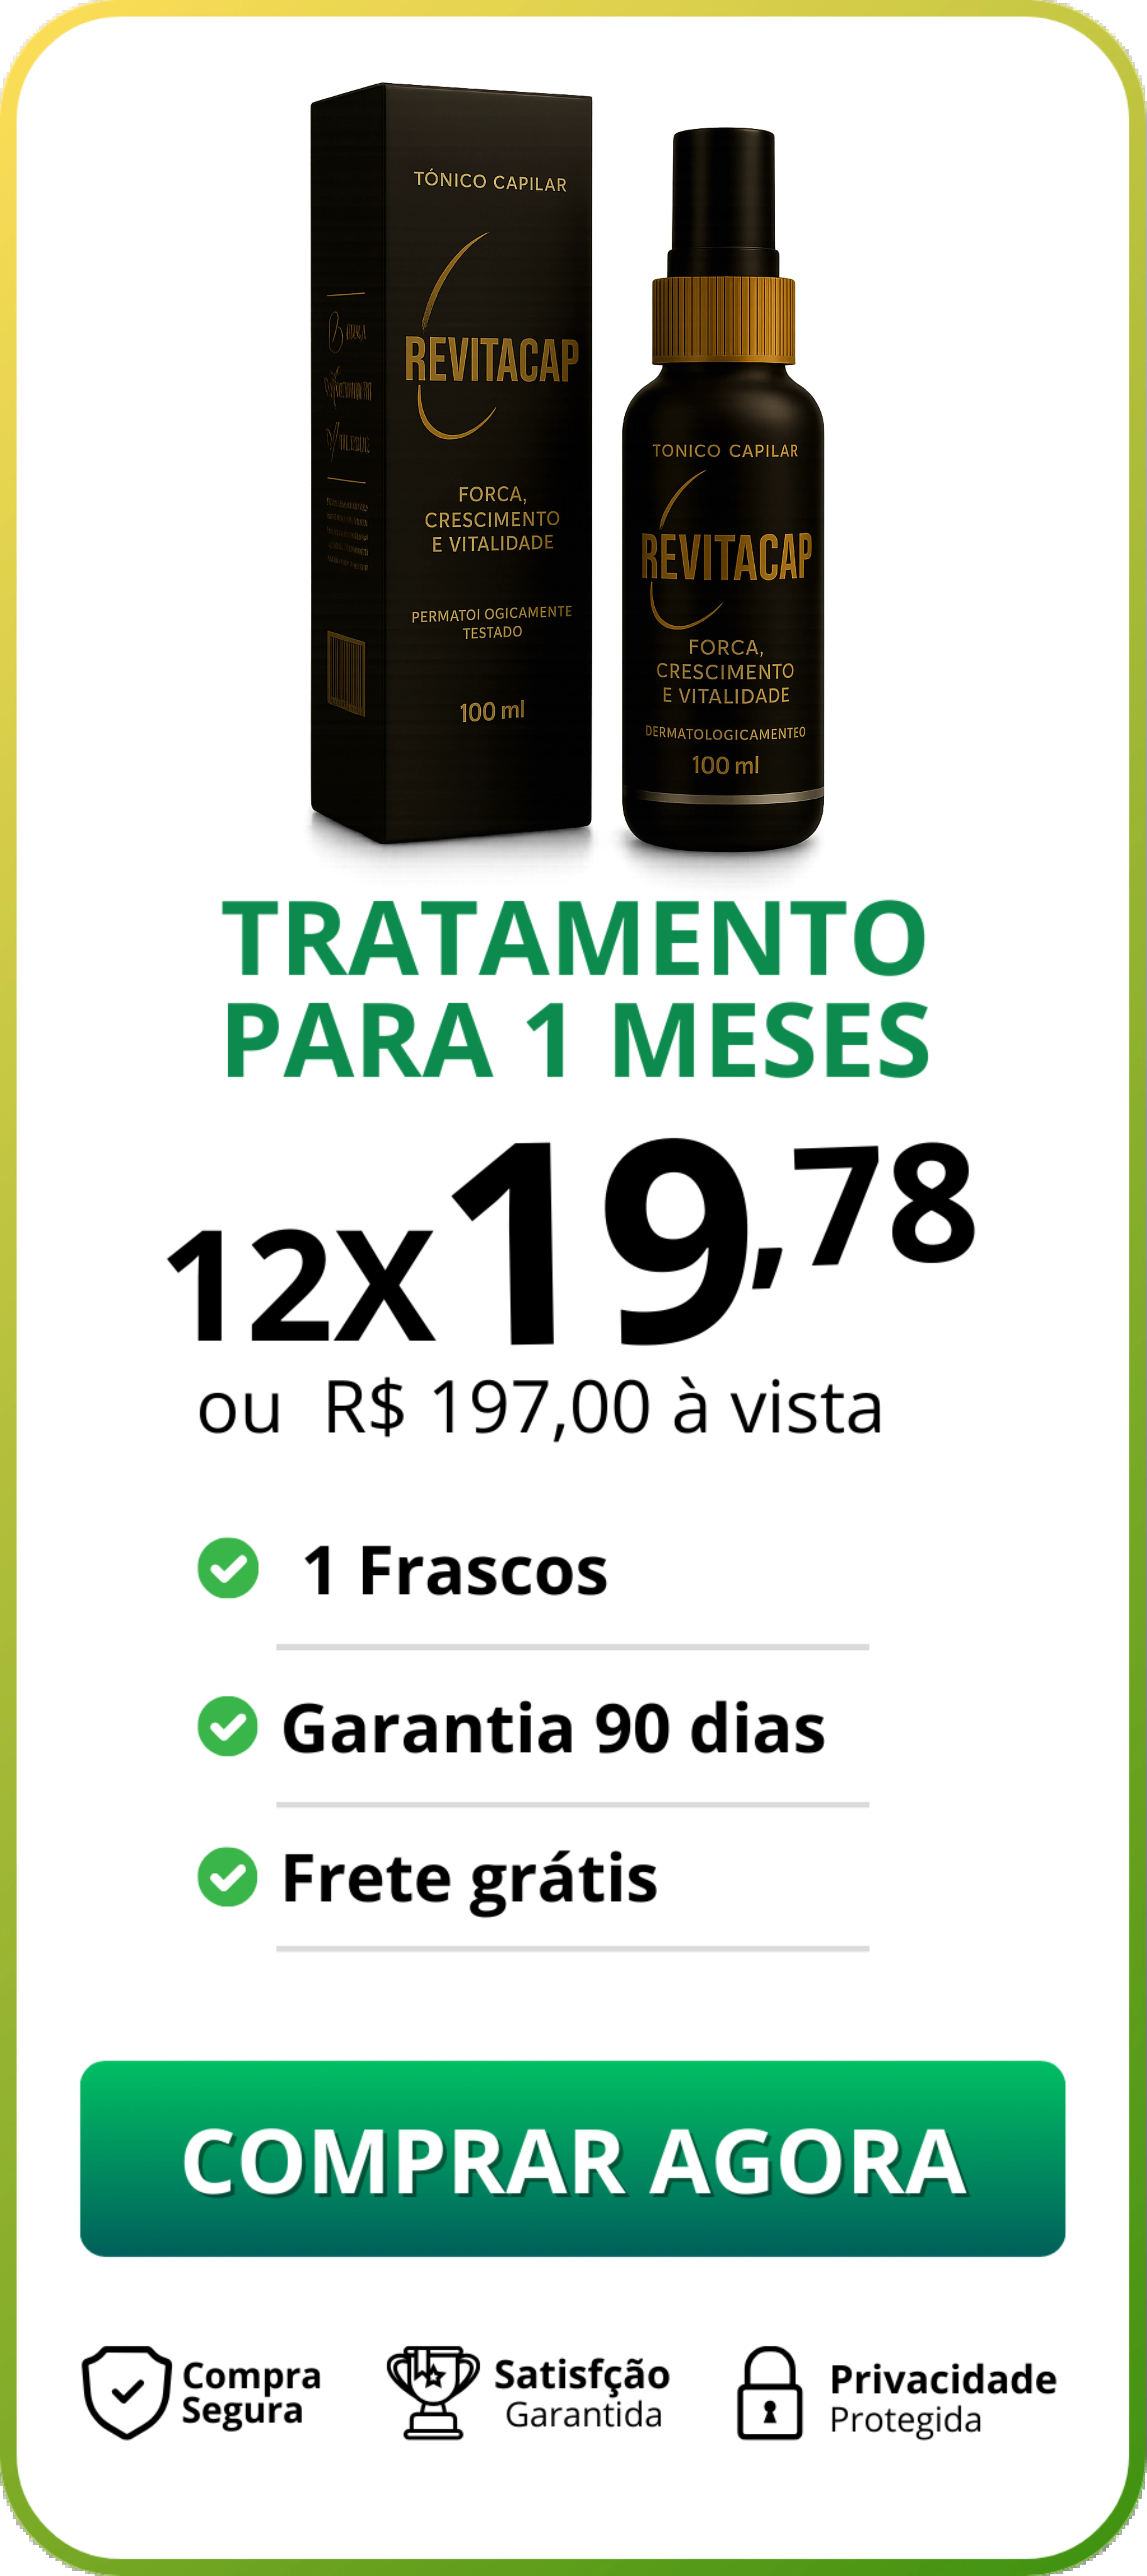 TÓNICO CAPILAR
REVITACAP
FORCA,
CRESCIMENTO
E VITALIDADE
PERMATOI OGICAMENTE
TESTADO
100 ml
TONICO CAPILAR
REVITACAP
FORCA,
CRESCIMENTO
E VITALIDADE
DERMATOLOGICAMENTEO
100 ml
TRATAMENTO
PARA 1 MESES
12X19,78
ou R$ 197,00 à vista
1 Frascos
Garantia 90 dias
Frete grátis
COMPRAR AGORA
Compra
Segura
Satisfção
Garantida
Privacidade
Protegida